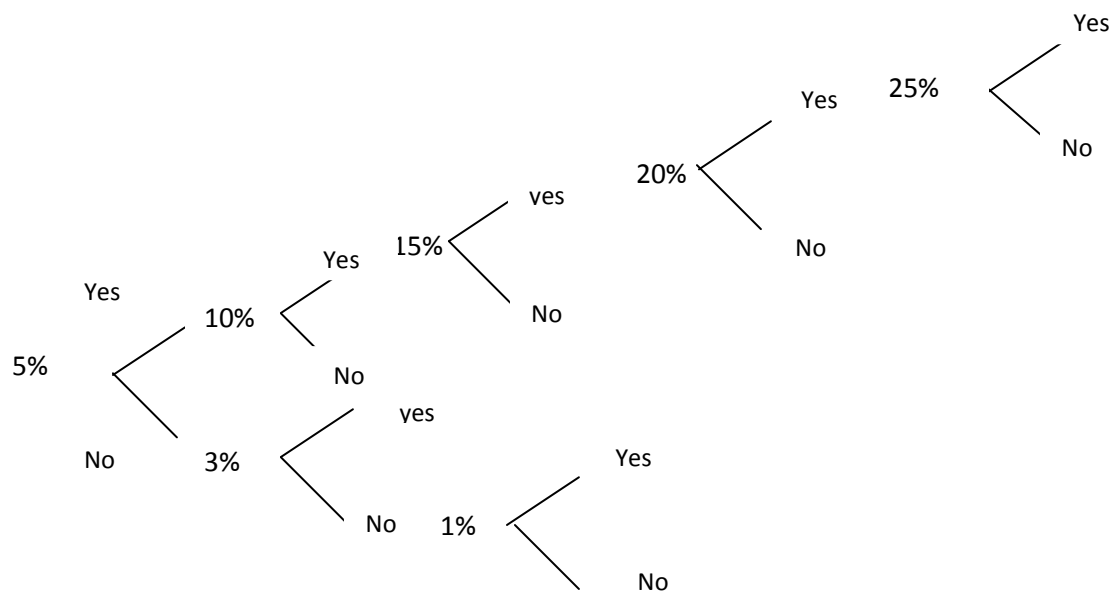 Yes
25%
Yes
No
20%
yes
No
15%
Yes
No
Yes
10%
5%
No
yes
No
3%
Yes
No
1%
No